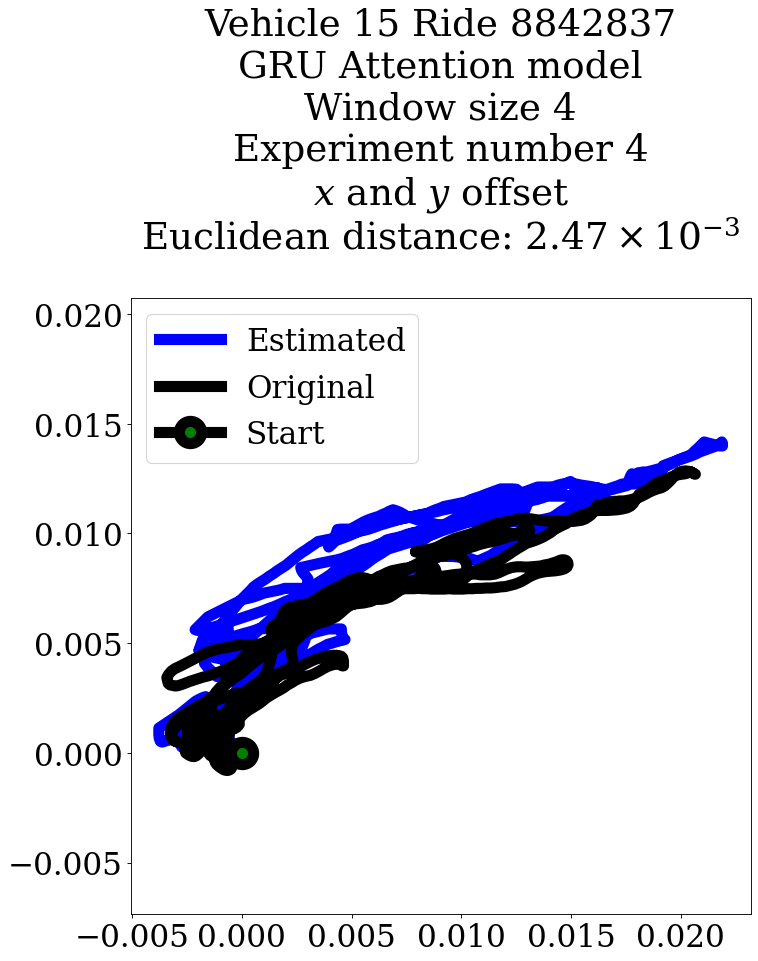 Vehicle 15 Ride 8842837
GRU Attention model
Window size 4
Experiment number 4
x and y offset
Euclidean distance: 2.47 × 10⁻³
Estimated
Original
Start
0.020
0.015
0.010
0.005
0.000
−0.005
−0.005 0.000 0.005 0.010 0.015 0.020